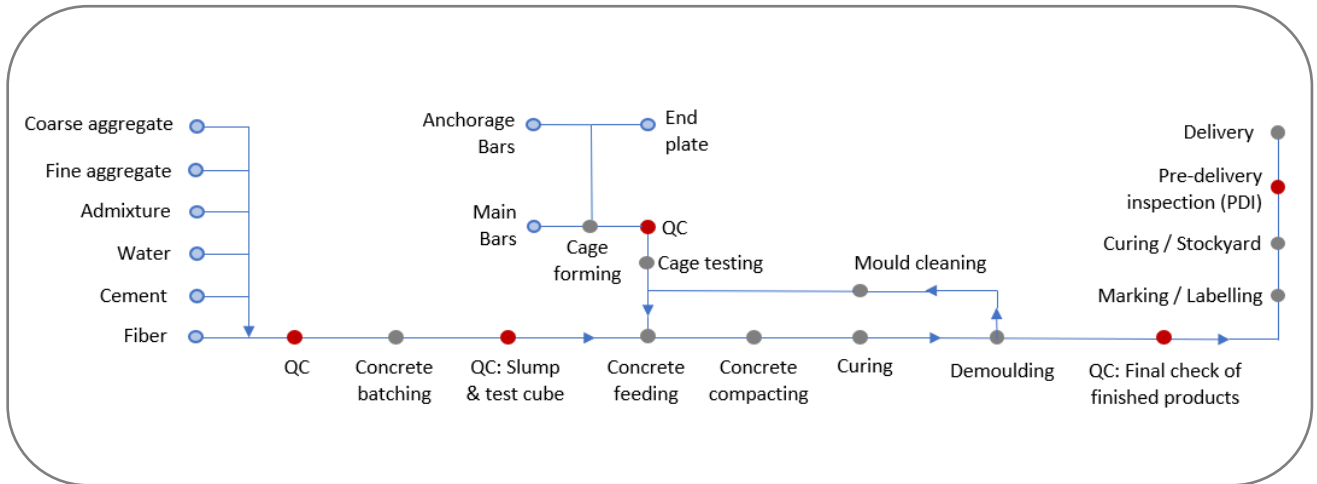 Coarse aggregate
Fine aggregate
Admixture
Water
Cement
Fiber
Anchorage
Bars
End
plate
Main
Bars
Cage
forming
QC
Cage testing
Mould cleaning
Delivery
Pre-delivery
inspection (PDI)
Curing / Stockyard
Marking / Labelling
QC
Concrete
batching
QC: Slump
& test cube
Concrete
feeding
Concrete
compacting
Curing
Demoulding
QC: Final check of
finished products